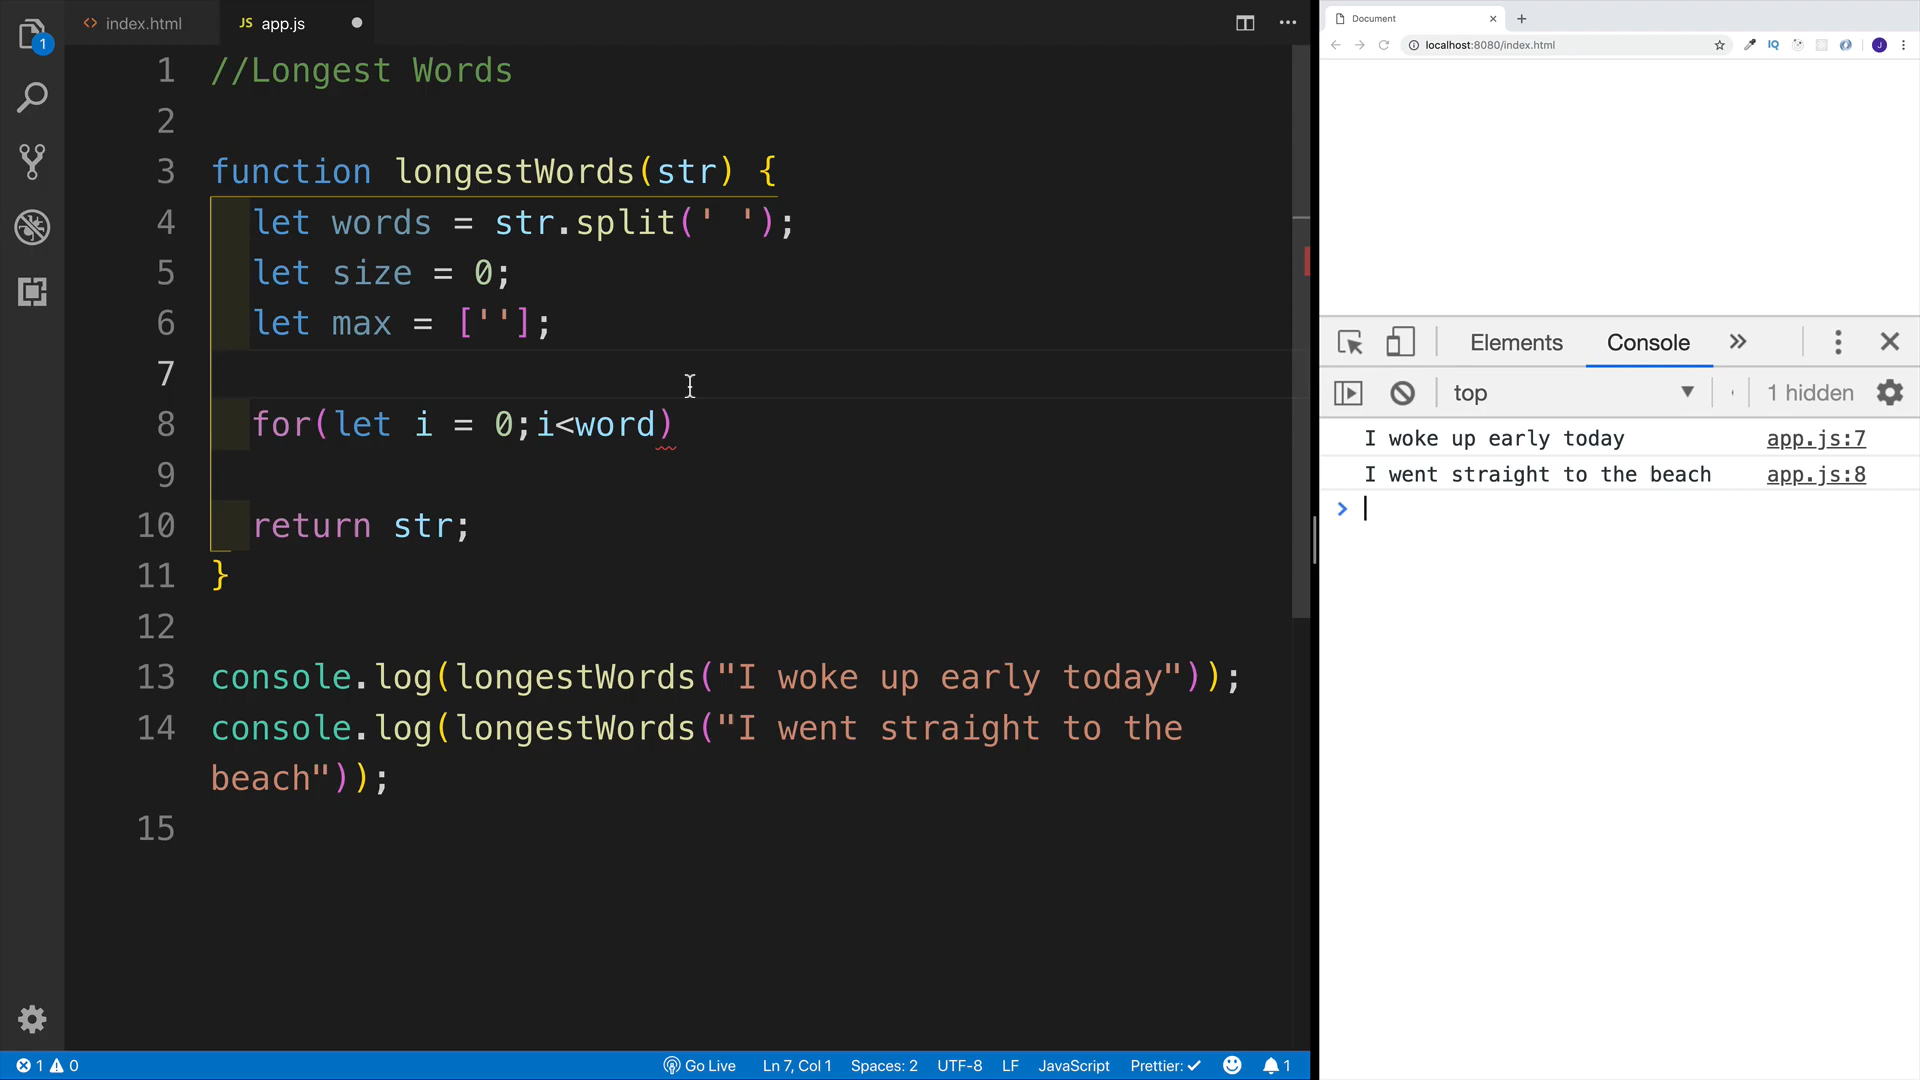 <> index.html
JS app.js
1 //Longest Words
2
3 function longestWords(str) {
4 let words = str.split(' ');
5 let size = 0;
6 let max = [''];
7
8 for(let i = 0;i<word)
9
10 return str;
11 }
12
13 console.log(longestWords("I woke up early today"));
14 console.log(longestWords("I went straight to the
beach"));
15
1
1 0 Go Live Ln 7, Col 1 Spaces: 2 UTF-8 LF JavaScript Prettier: ✓ 1
Document
localhost:8080/index.html IQ J
Elements Console »
top 1 hidden
I woke up early today app.js:7
I went straight to the beach app.js:8
>